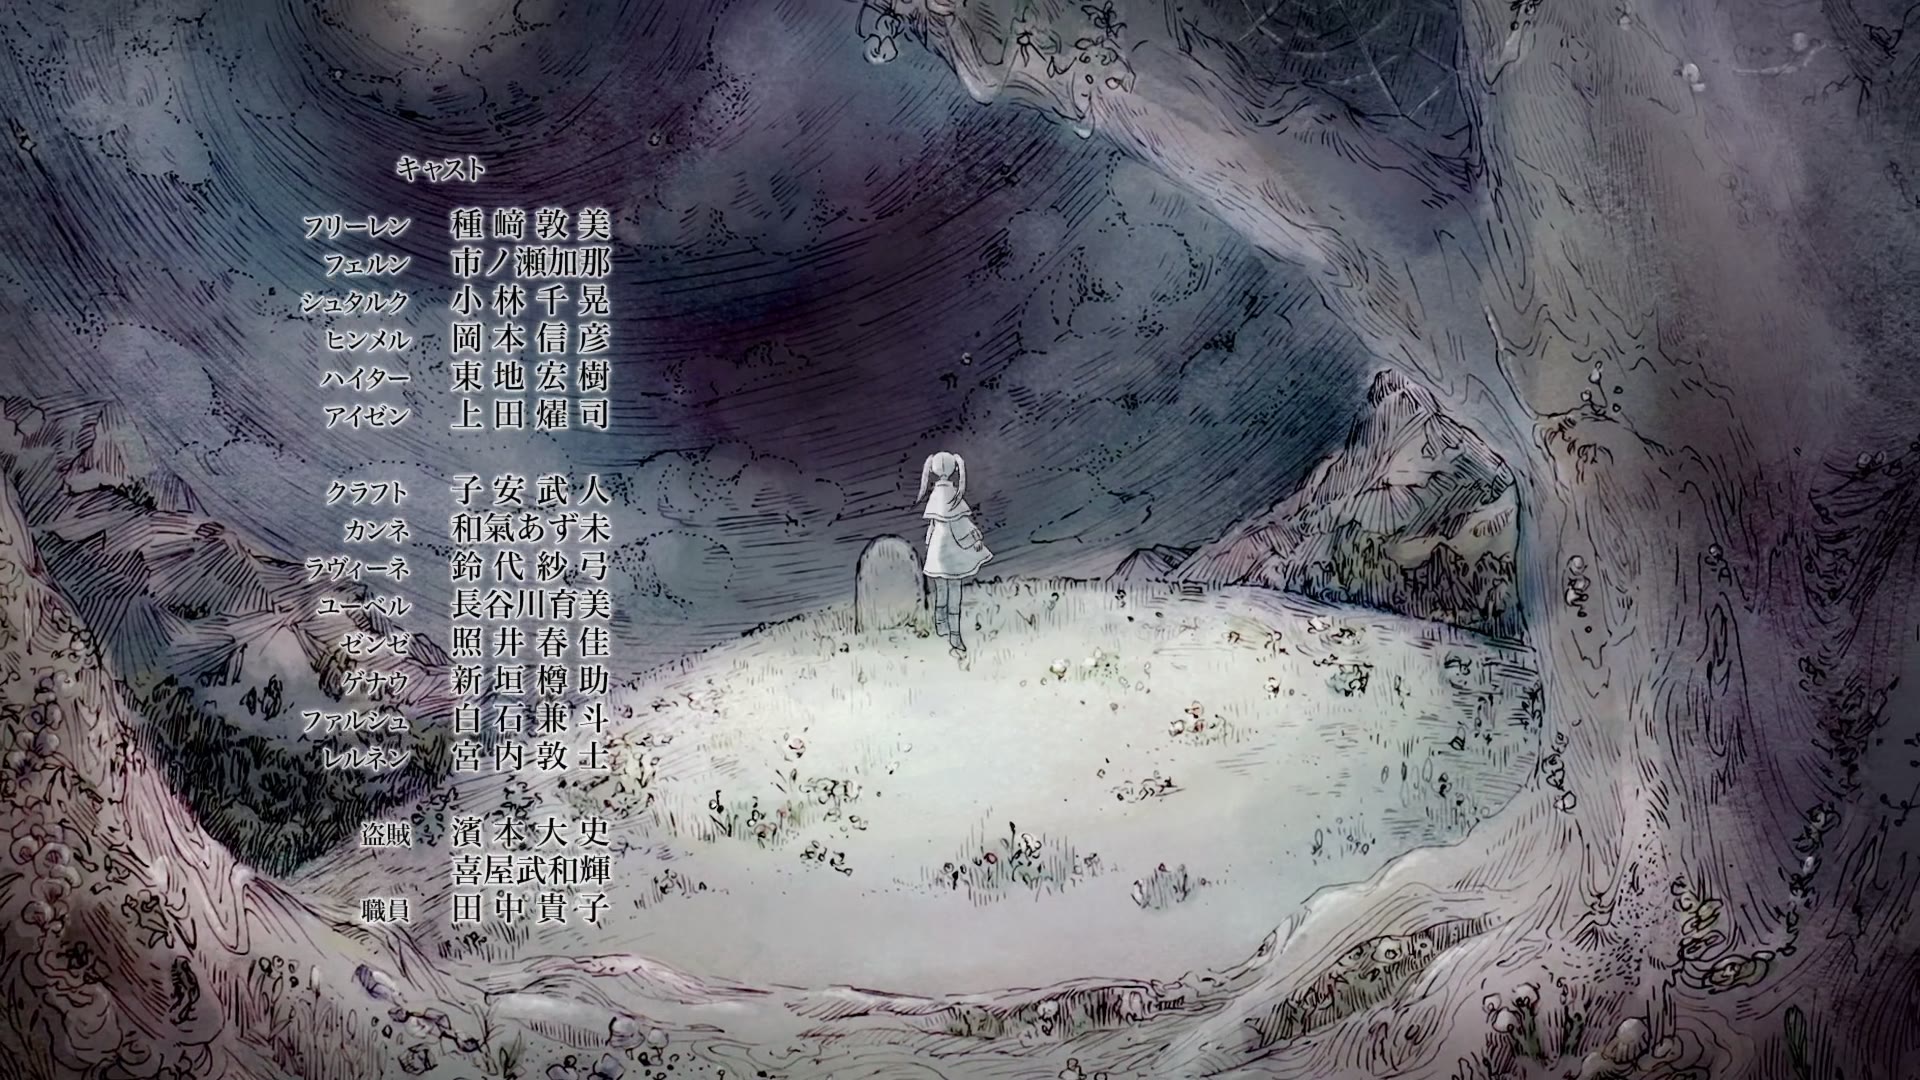 キャスト
フリーレン 種﨑敦美
フェルン 市ノ瀬加那
シュタルク 小林千晃
ヒンメル 岡本信彦
ハイター 東地宏樹
アイゼン 上田燿司
クラフト 子安武人
カンネ 和氣あず未
ラヴィーネ 鈴代紗弓
ユーベル 長谷川育美
ゼンゼ 照井春佳
ゲナウ 新垣樽助
ファルシュ 白石兼斗
レルネン 宮内敦士
盗賊 濱本大史
喜屋武和輝
職員 田中貴子